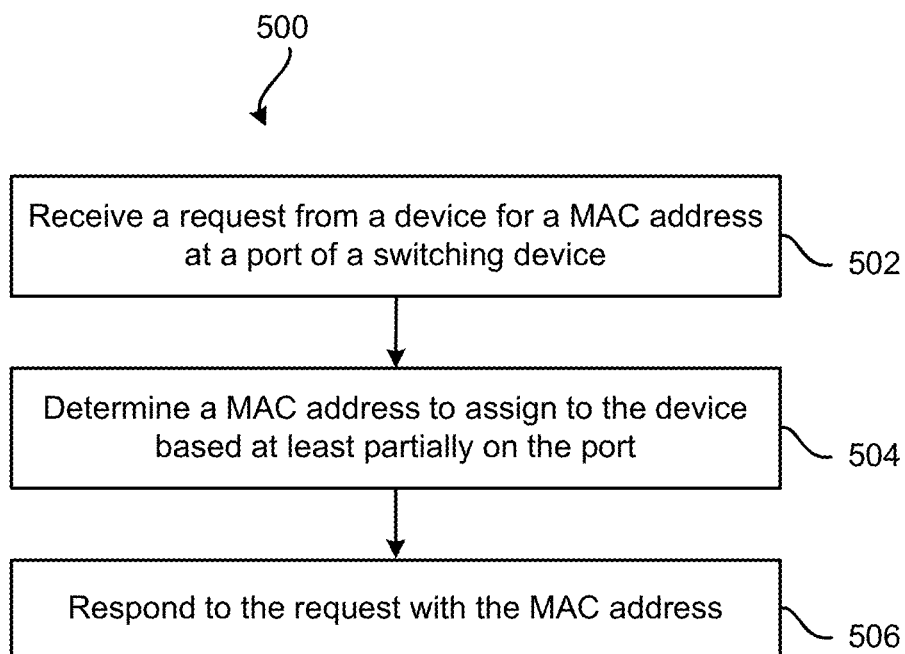 500
Receive a request from a device for a MAC address
at a port of a switching device
502
Determine a MAC address to assign to the device
based at least partially on the port
504
Respond to the request with the MAC address
506